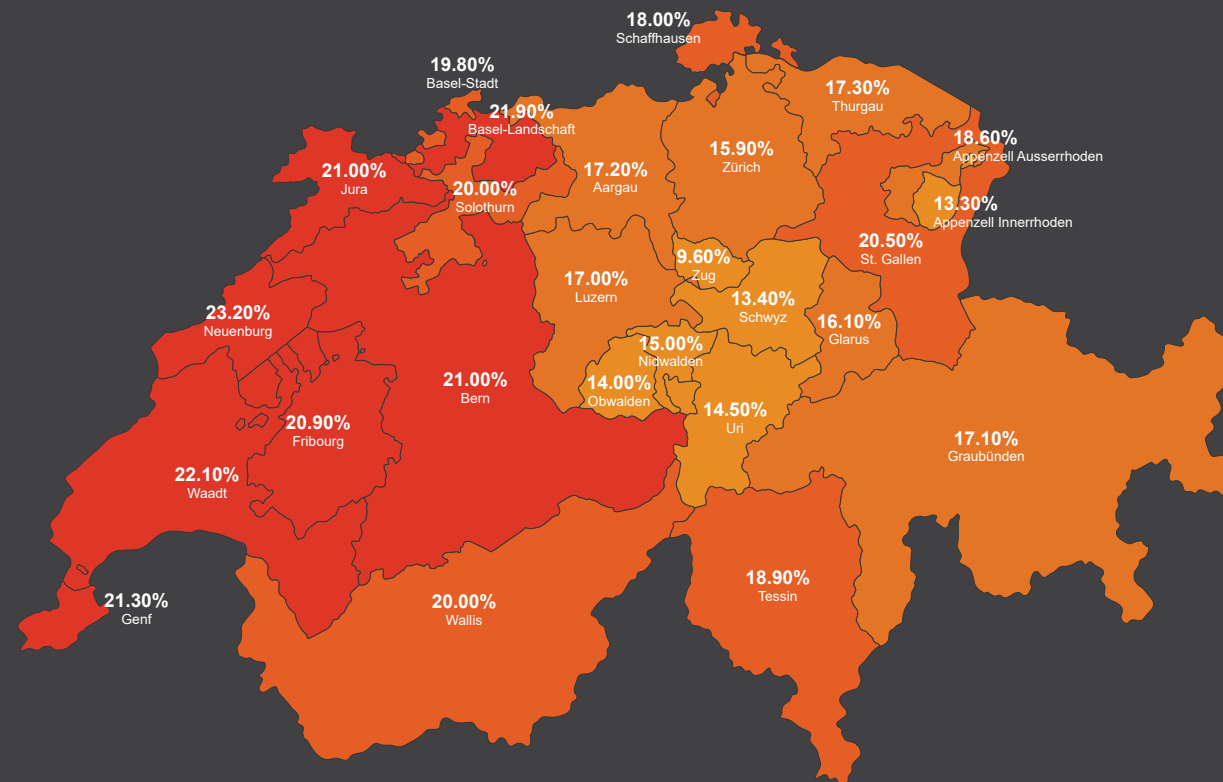 18.00%
Schaffhausen
19.80%
Basel-Stadt
21.90%
Basel-Landschaft
17.30%
Thurgau
18.60%
Appenzell Ausserrhoden
15.90%
Zürich
17.20%
Aargau
21.00%
Jura
20.00%
Solothurn
13.30%
Appenzell Innerrhoden
20.50%
St. Gallen
9.60%
Zug
17.00%
Luzern
13.40%
Schwyz
23.20%
Neuenburg
16.10%
Glarus
15.00%
Nidwalden
21.00%
Bern
14.00%
Obwalden
14.50%
Uri
20.90%
Fribourg
17.10%
Graubünden
22.10%
Waadt
18.90%
Tessin
21.30%
Genf
20.00%
Wallis